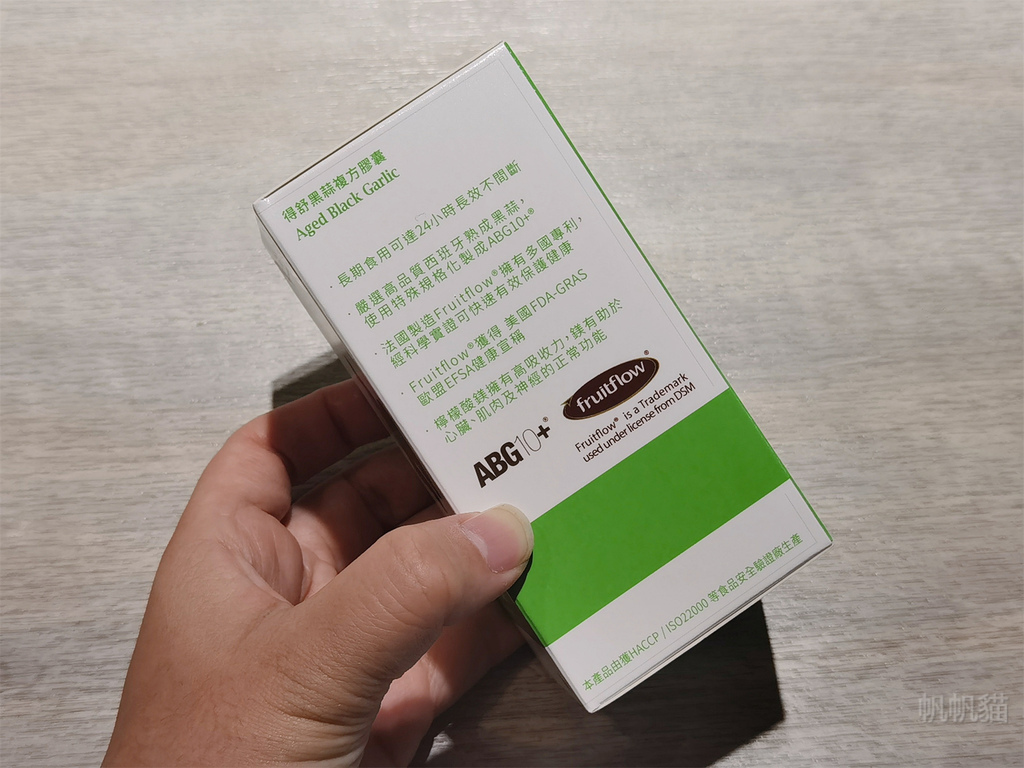 得舒黑蒜複方膠囊
Aged Black Garlic
·長期食用可達24小時長效不間斷
·嚴選高品質西班牙熟成黑蒜，
使用特殊規格化製成ABG10+®
·法國製造Fruitflow®擁有多國專利，
經科學實證可快速有效保護健康
·Fruitflow®獲得 美國FDA-GRAS
歐盟EFSA健康宣稱
·檸檬酸鎂擁有高吸收力，鎂有助於
心臟、肌肉及神經的正常功能
ABG10+®
fruitflow®
Fruitflow® is a Trademark
used under license from DSM
本產品由獲HACCP / ISO22000 等食品安全驗證廠生產
帆帆貓